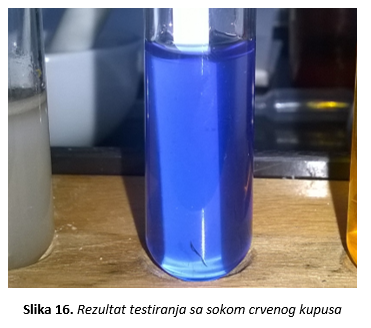 Slika 16. Rezultat testiranja sa sokom crvenog kupusa